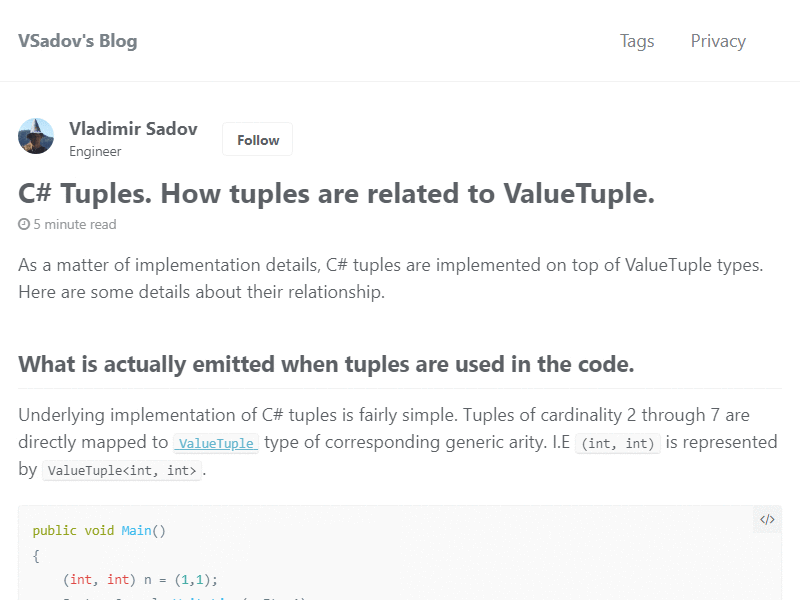 VSadov's Blog
Tags
Privacy
Vladimir Sadov
Engineer
Follow
C# Tuples. How tuples are related to ValueTuple.
5 minute read
As a matter of implementation details, C# tuples are implemented on top of ValueTuple types.
Here are some details about their relationship.
What is actually emitted when tuples are used in the code.
Underlying implementation of C# tuples is fairly simple. Tuples of cardinality 2 through 7 are
directly mapped to ValueTuple type of corresponding generic arity. I.E (int, int) is represented
by ValueTuple<int, int>.
</>
public void Main()
{
(int, int) n = (1,1);